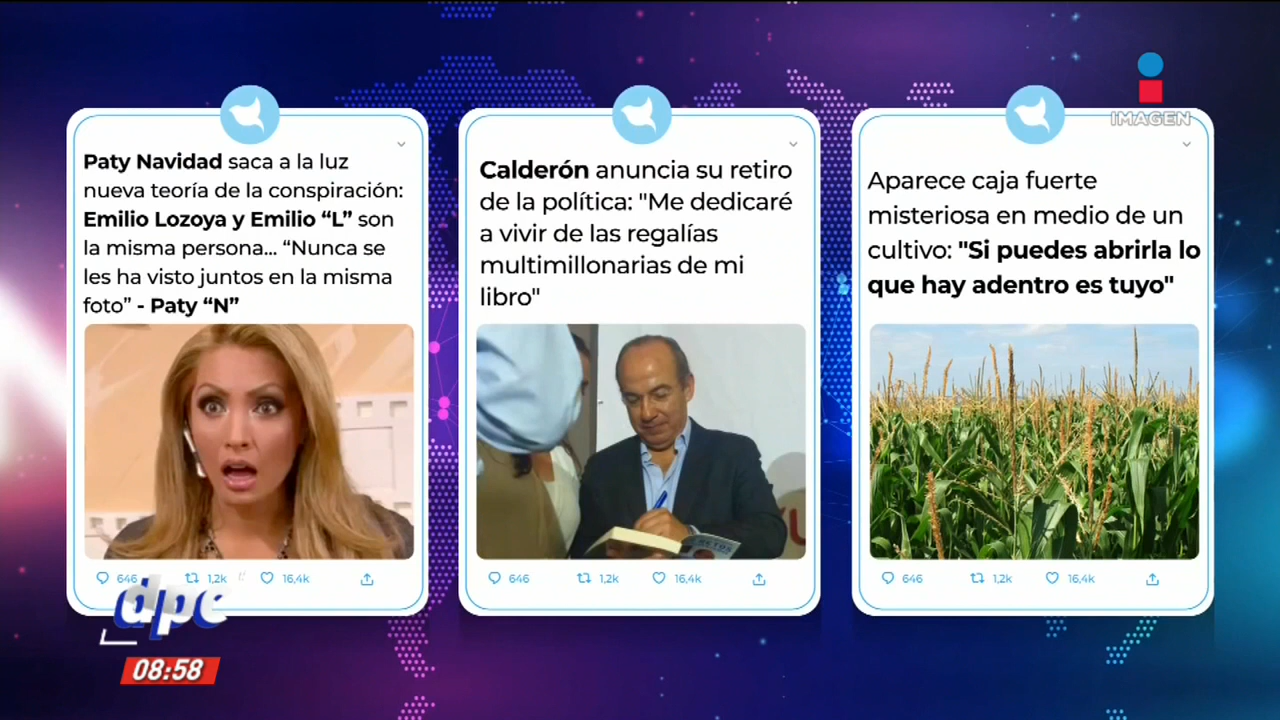 Paty Navidad saca a la luz
nueva teoría de la conspiración:
Emilio Lozoya y Emilio “L” son
la misma persona... “Nunca se
les ha visto juntos en la misma
foto” - Paty “N”
646
1,2k
16,4k
Calderón anuncia su retiro
de la política: "Me dedicaré
a vivir de las regalías
multimillonarias de mi
libro"
RETOS
646
1,2k
16,4k
IMAGEN
Aparece caja fuerte
misteriosa en medio de un
cultivo: "Si puedes abrirla lo
que hay adentro es tuyo"
646
1,2k
16,4k
dpe
08:58